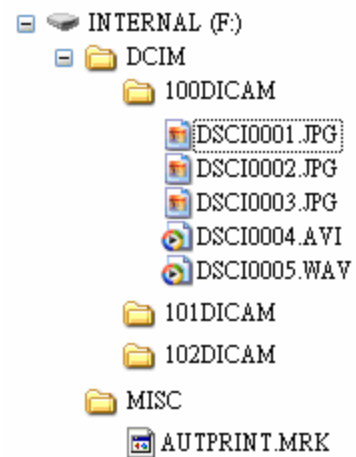 INTERNAL (F:)
DCIM
100DICAM
DSCI0001.JPG
DSCI0002.JPG
DSCI0003.JPG
DSCI0004.AVI
DSCI0005.WAV
101DICAM
102DICAM
MISC
AUTPRINT.MRK